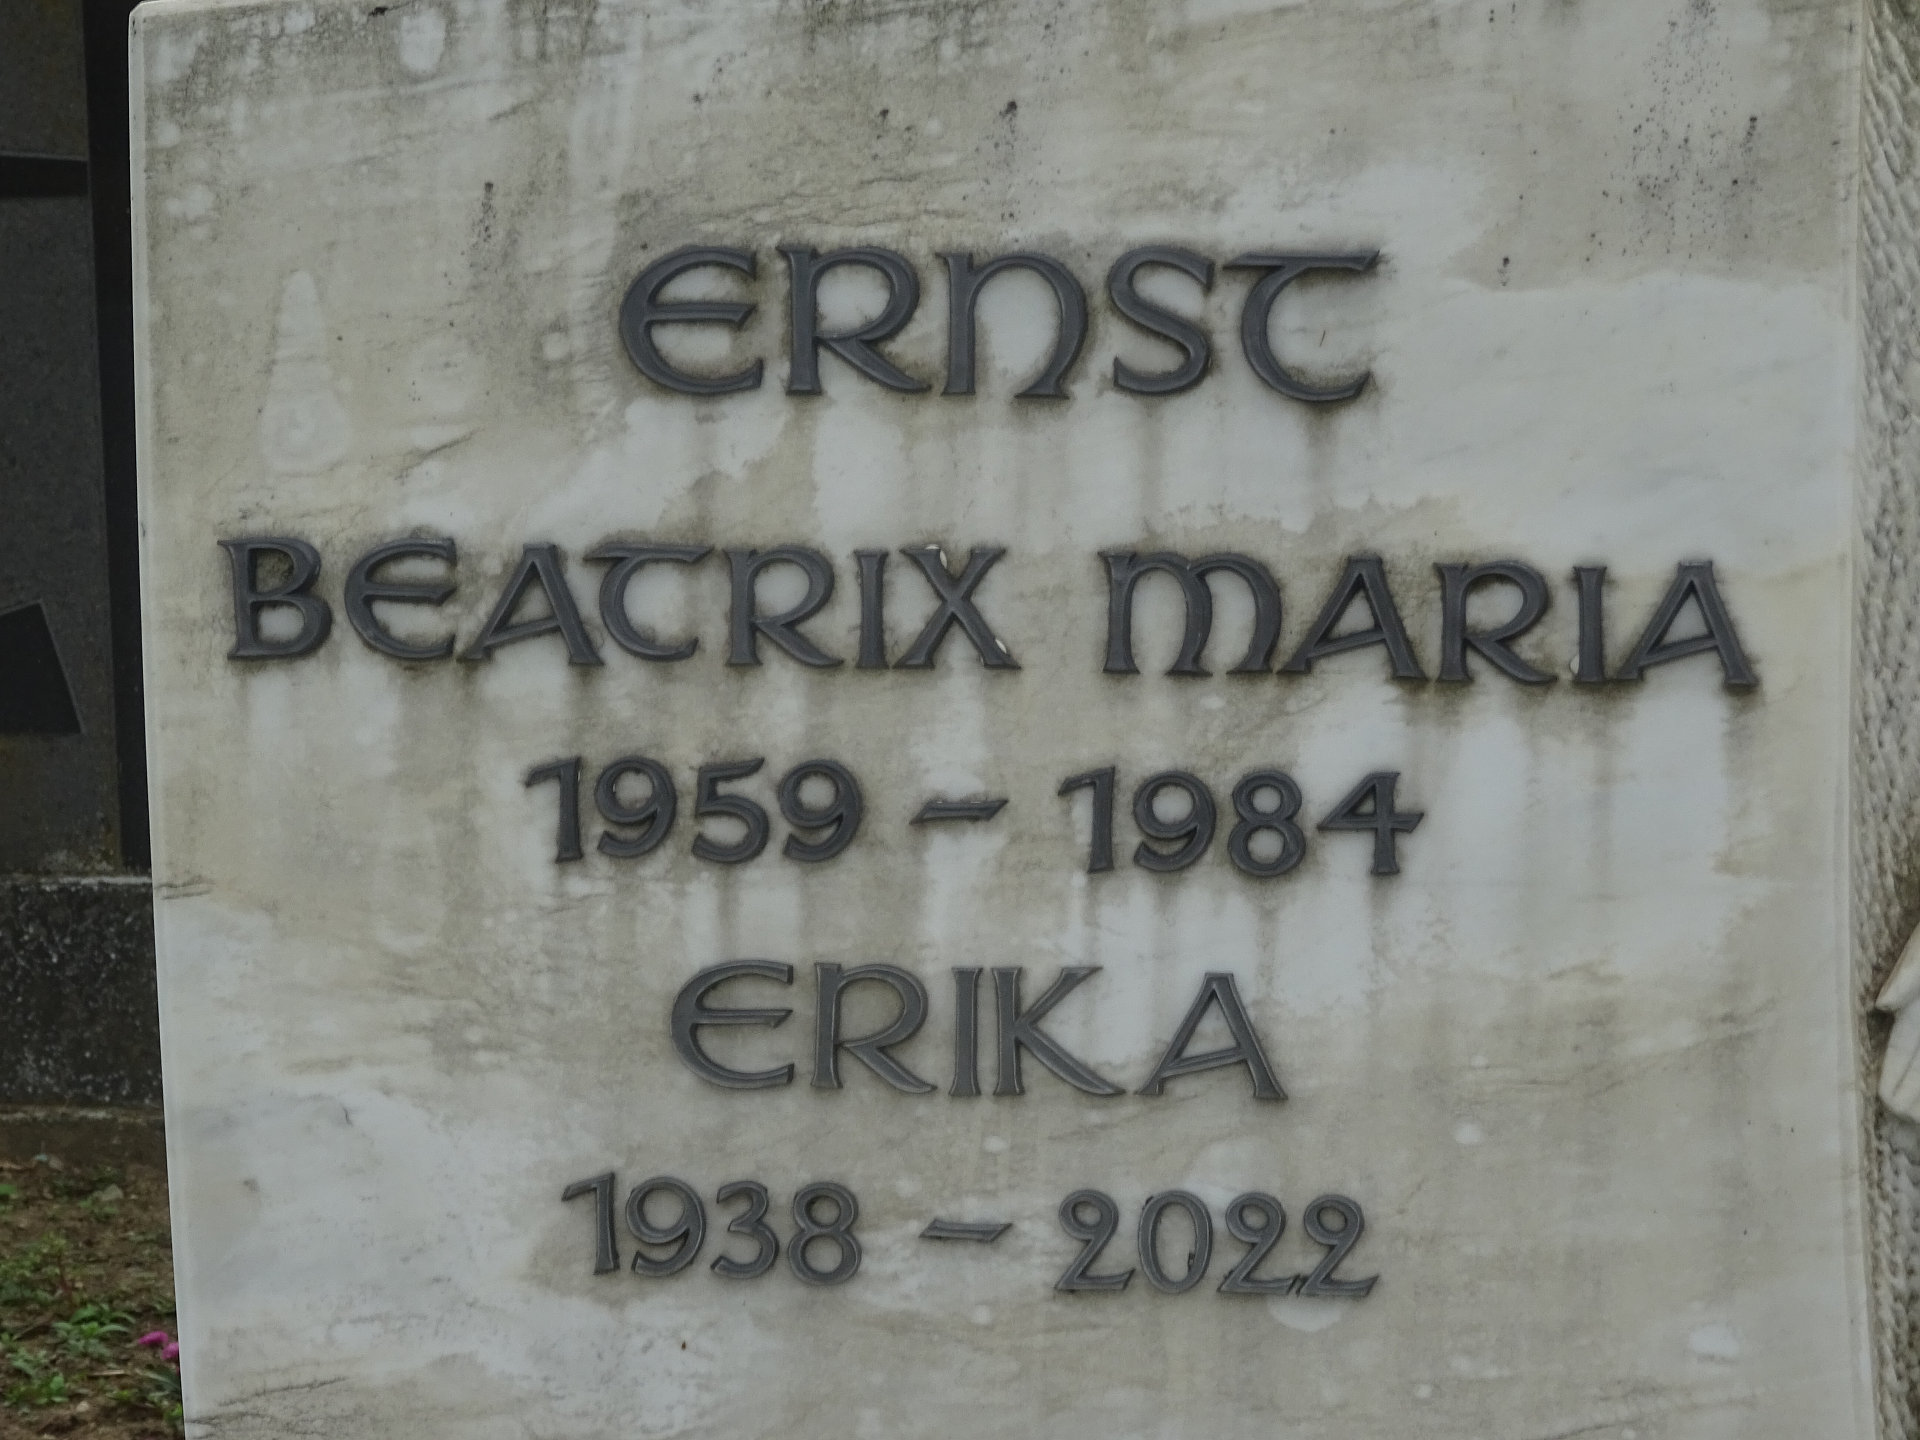 ERNST
BEATRIX MARIA
1959 – 1984
ERIKA
1938 – 2022